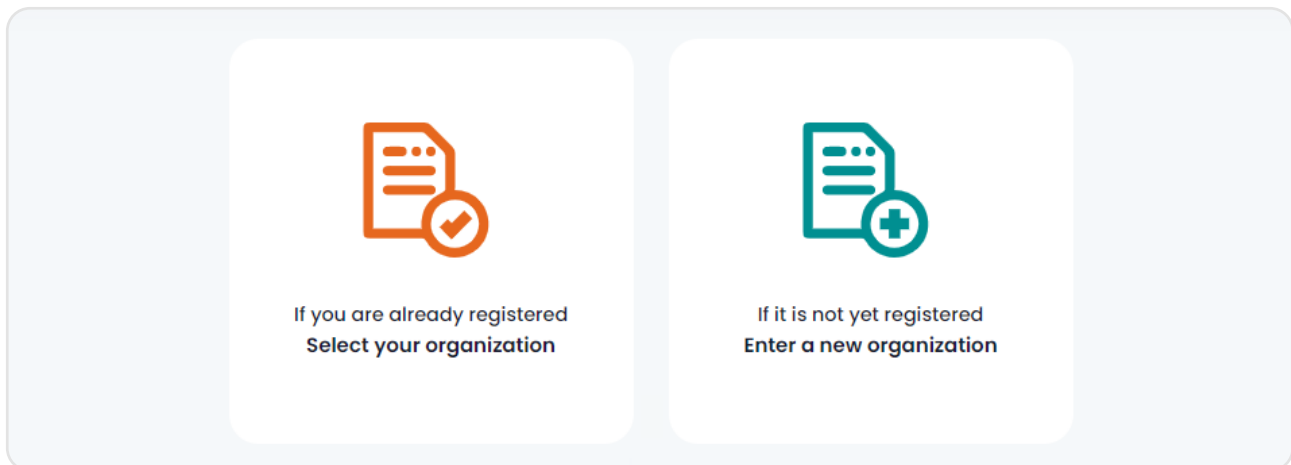 If you are already registered
Select your organization
If it is not yet registered
Enter a new organization